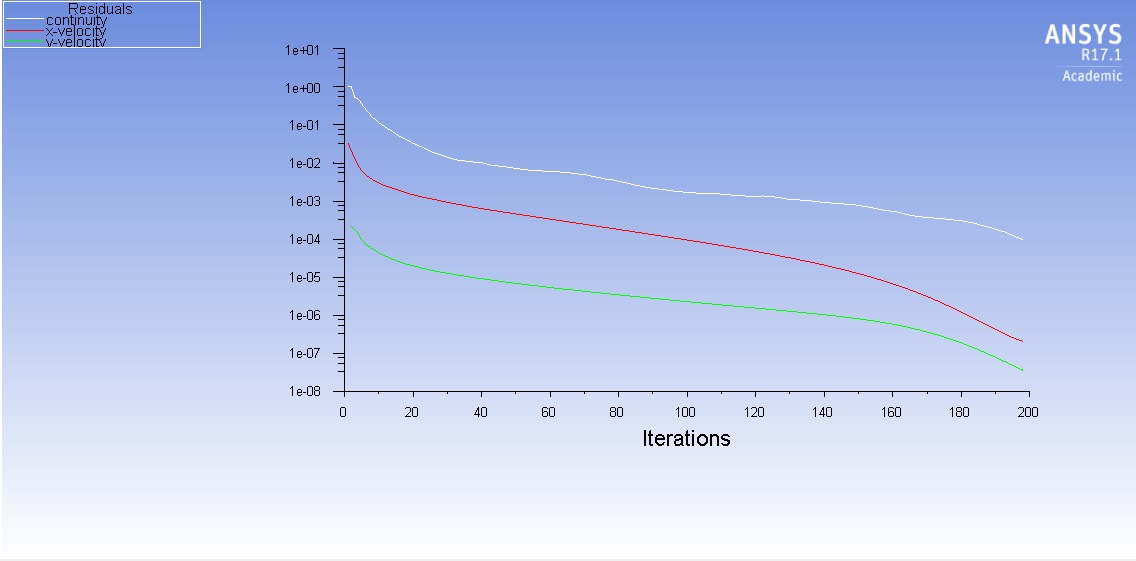 Residuals
continuity
x-velocity
y-velocity
ANSYS
R17.1
Academic
1e+01
1e+00
1e-01
1e-02
1e-03
1e-04
1e-05
1e-06
1e-07
1e-08
0 20 40 60 80 100 120 140 160 180 200
Iterations